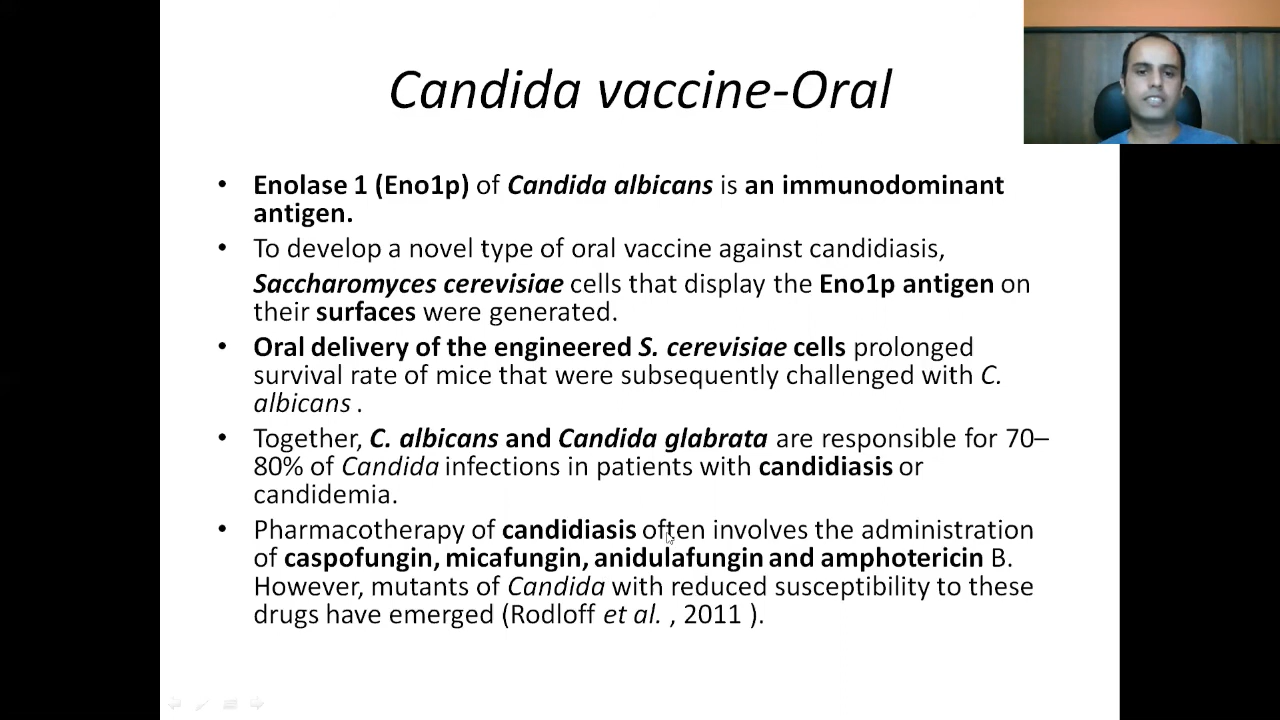 Candida vaccine-Oral
• Enolase 1 (Eno1p) of Candida albicans is an immunodominant
antigen.
• To develop a novel type of oral vaccine against candidiasis,
Saccharomyces cerevisiae cells that display the Eno1p antigen on
their surfaces were generated.
• Oral delivery of the engineered S. cerevisiae cells prolonged
survival rate of mice that were subsequently challenged with C.
albicans .
• Together, C. albicans and Candida glabrata are responsible for 70–
80% of Candida infections in patients with candidiasis or
candidemia.
• Pharmacotherapy of candidiasis often involves the administration
of caspofungin, micafungin, anidulafungin and amphotericin B.
However, mutants of Candida with reduced susceptibility to these
drugs have emerged (Rodloff et al. , 2011 ).